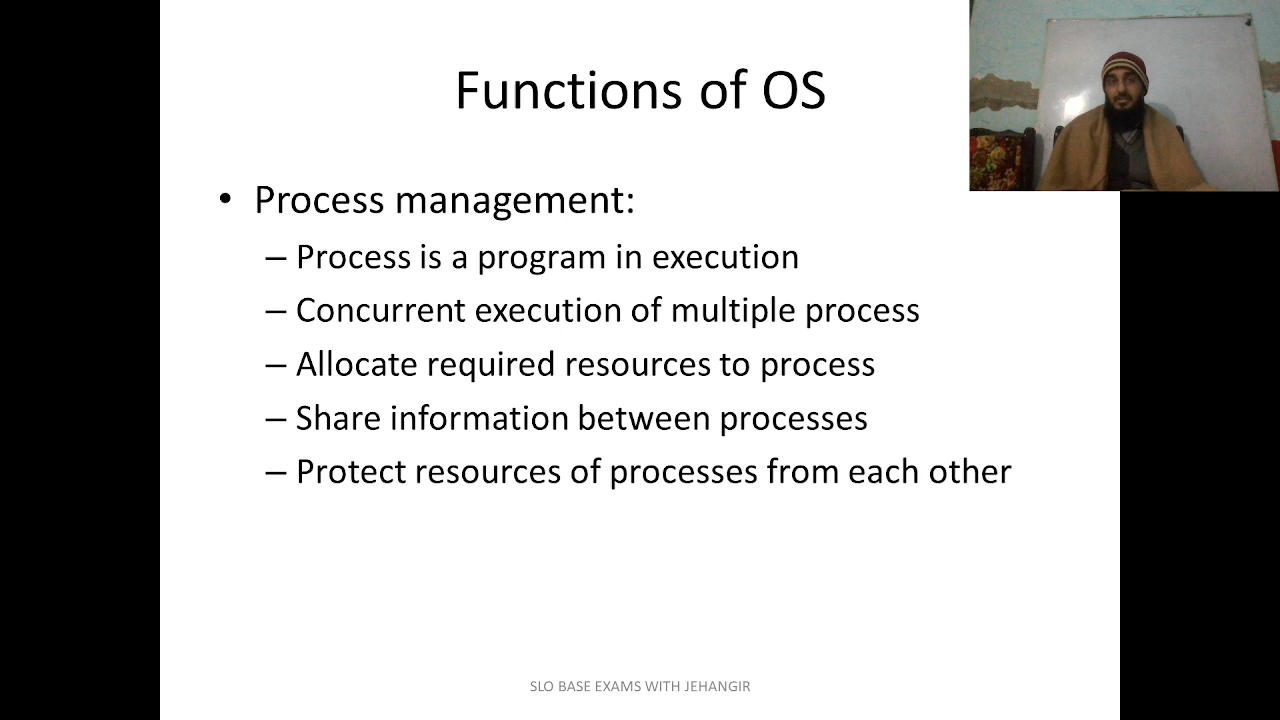 Functions of OS
• Process management:
– Process is a program in execution
– Concurrent execution of multiple process
– Allocate required resources to process
– Share information between processes
– Protect resources of processes from each other
SLO BASE EXAMS WITH JEHANGIR